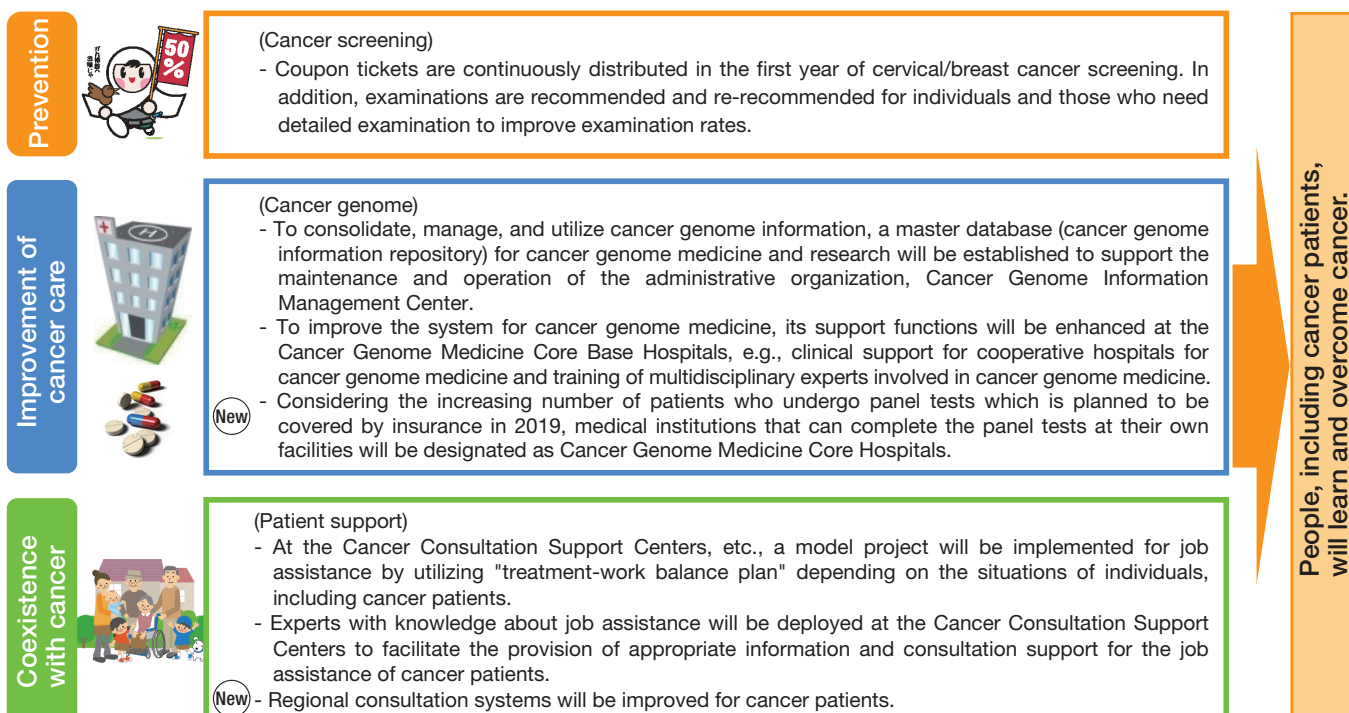 Prevention
50
%
(Cancer screening)
- Coupon tickets are continuously distributed in the first year of cervical/breast cancer screening. In
addition, examinations are recommended and re-recommended for individuals and those who need
detailed examination to improve examination rates.
Improvement of
cancer care
H
(Cancer genome)
- To consolidate, manage, and utilize cancer genome information, a master database (cancer genome
information repository) for cancer genome medicine and research will be established to support the
maintenance and operation of the administrative organization, Cancer Genome Information
Management Center.
- To improve the system for cancer genome medicine, its support functions will be enhanced at the
Cancer Genome Medicine Core Base Hospitals, e.g., clinical support for cooperative hospitals for
cancer genome medicine and training of multidisciplinary experts involved in cancer genome medicine.
New - Considering the increasing number of patients who undergo panel tests which is planned to be
covered by insurance in 2019, medical institutions that can complete the panel tests at their own
facilities will be designated as Cancer Genome Medicine Core Hospitals.
Coexistence
with cancer
(Patient support)
- At the Cancer Consultation Support Centers, etc., a model project will be implemented for job
assistance by utilizing "treatment-work balance plan" depending on the situations of individuals,
including cancer patients.
- Experts with knowledge about job assistance will be deployed at the Cancer Consultation Support
Centers to facilitate the provision of appropriate information and consultation support for the job
assistance of cancer patients.
New - Regional consultation systems will be improved for cancer patients.
People, including cancer patients,
will learn and overcome cancer.